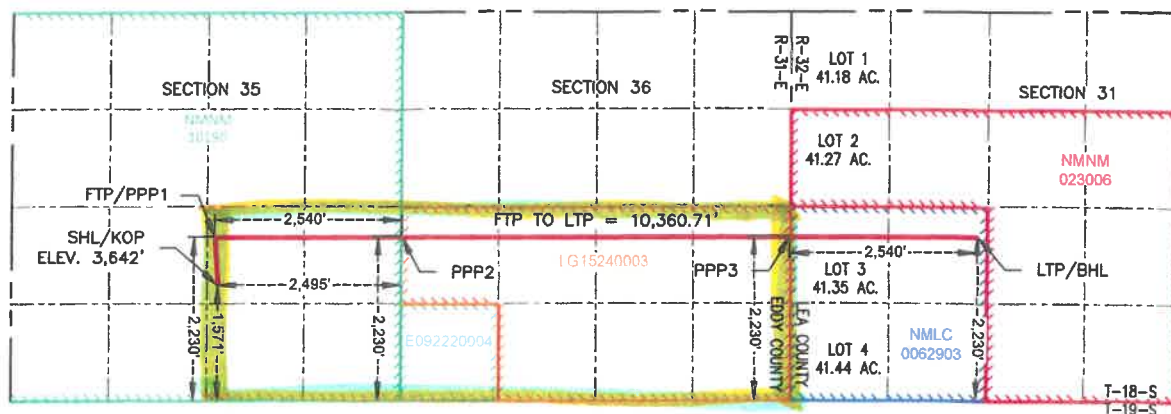 R-31-E
R-32-E
LOT 1
41.18 AC.
SECTION 35
SECTION 36
SECTION 31
NMNM
LOT 2
41.27 AC.
NMNM
023006
FTP/PPP1
2,540'
FTP TO LTP = 10,360.71'
SHL/KOP
ELEV. 3,642'
PPP2
LG15240003
PPP3
2,540'
LTP/BHL
2,495'
LOT 3
41.35 AC.
2,230'
1,571'
2,230'
E092220004
2,230'
EDDY COUNTY
LEA COUNTY
LOT 4
41.44 AC.
NMLC
0062903
2,230'
T-18-S
T-19-S